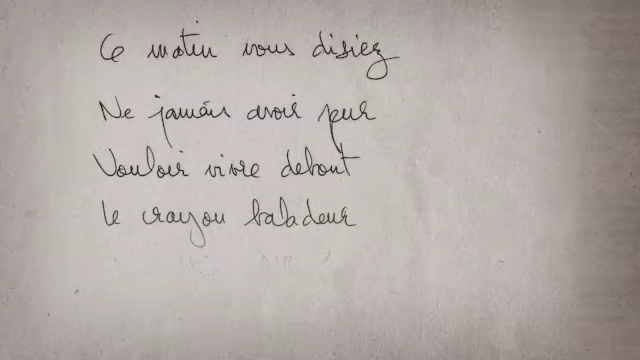 Ce matin vous disiez
Ne jamais avoir peur
Vouloir vivre debout
Le crayon baladeur